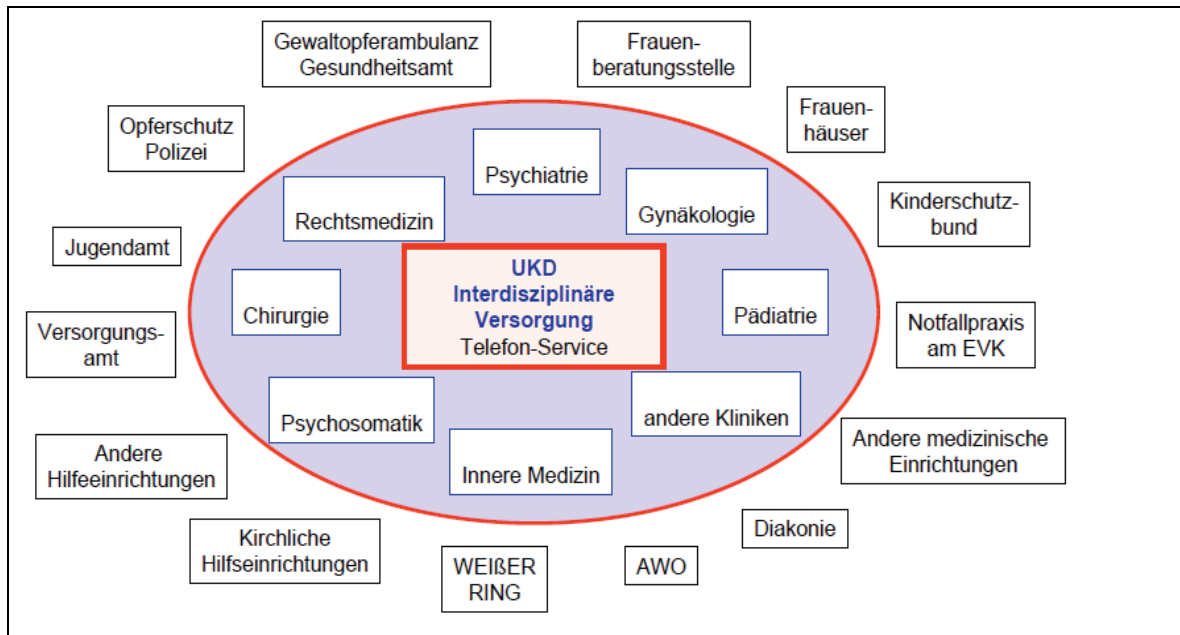 Gewaltopferambulanz
Gesundheitsamt
Frauen-
beratungsstelle
Frauen-
häuser
Opferschutz
Polizei
Psychiatrie
Gynäkologie
Rechtsmedizin
Kinderschutz-
bund
Jugendamt
UKD
Interdisziplinäre
Versorgung
Telefon-Service
Chirurgie
Pädiatrie
Versorgungs-
amt
Notfallpraxis
am EVK
Psychosomatik
andere Kliniken
Innere Medizin
Andere
Hilfeeinrichtungen
Andere medizinische
Einrichtungen
Kirchliche
Hilfseinrichtungen
WEIßER
RING
AWO
Diakonie